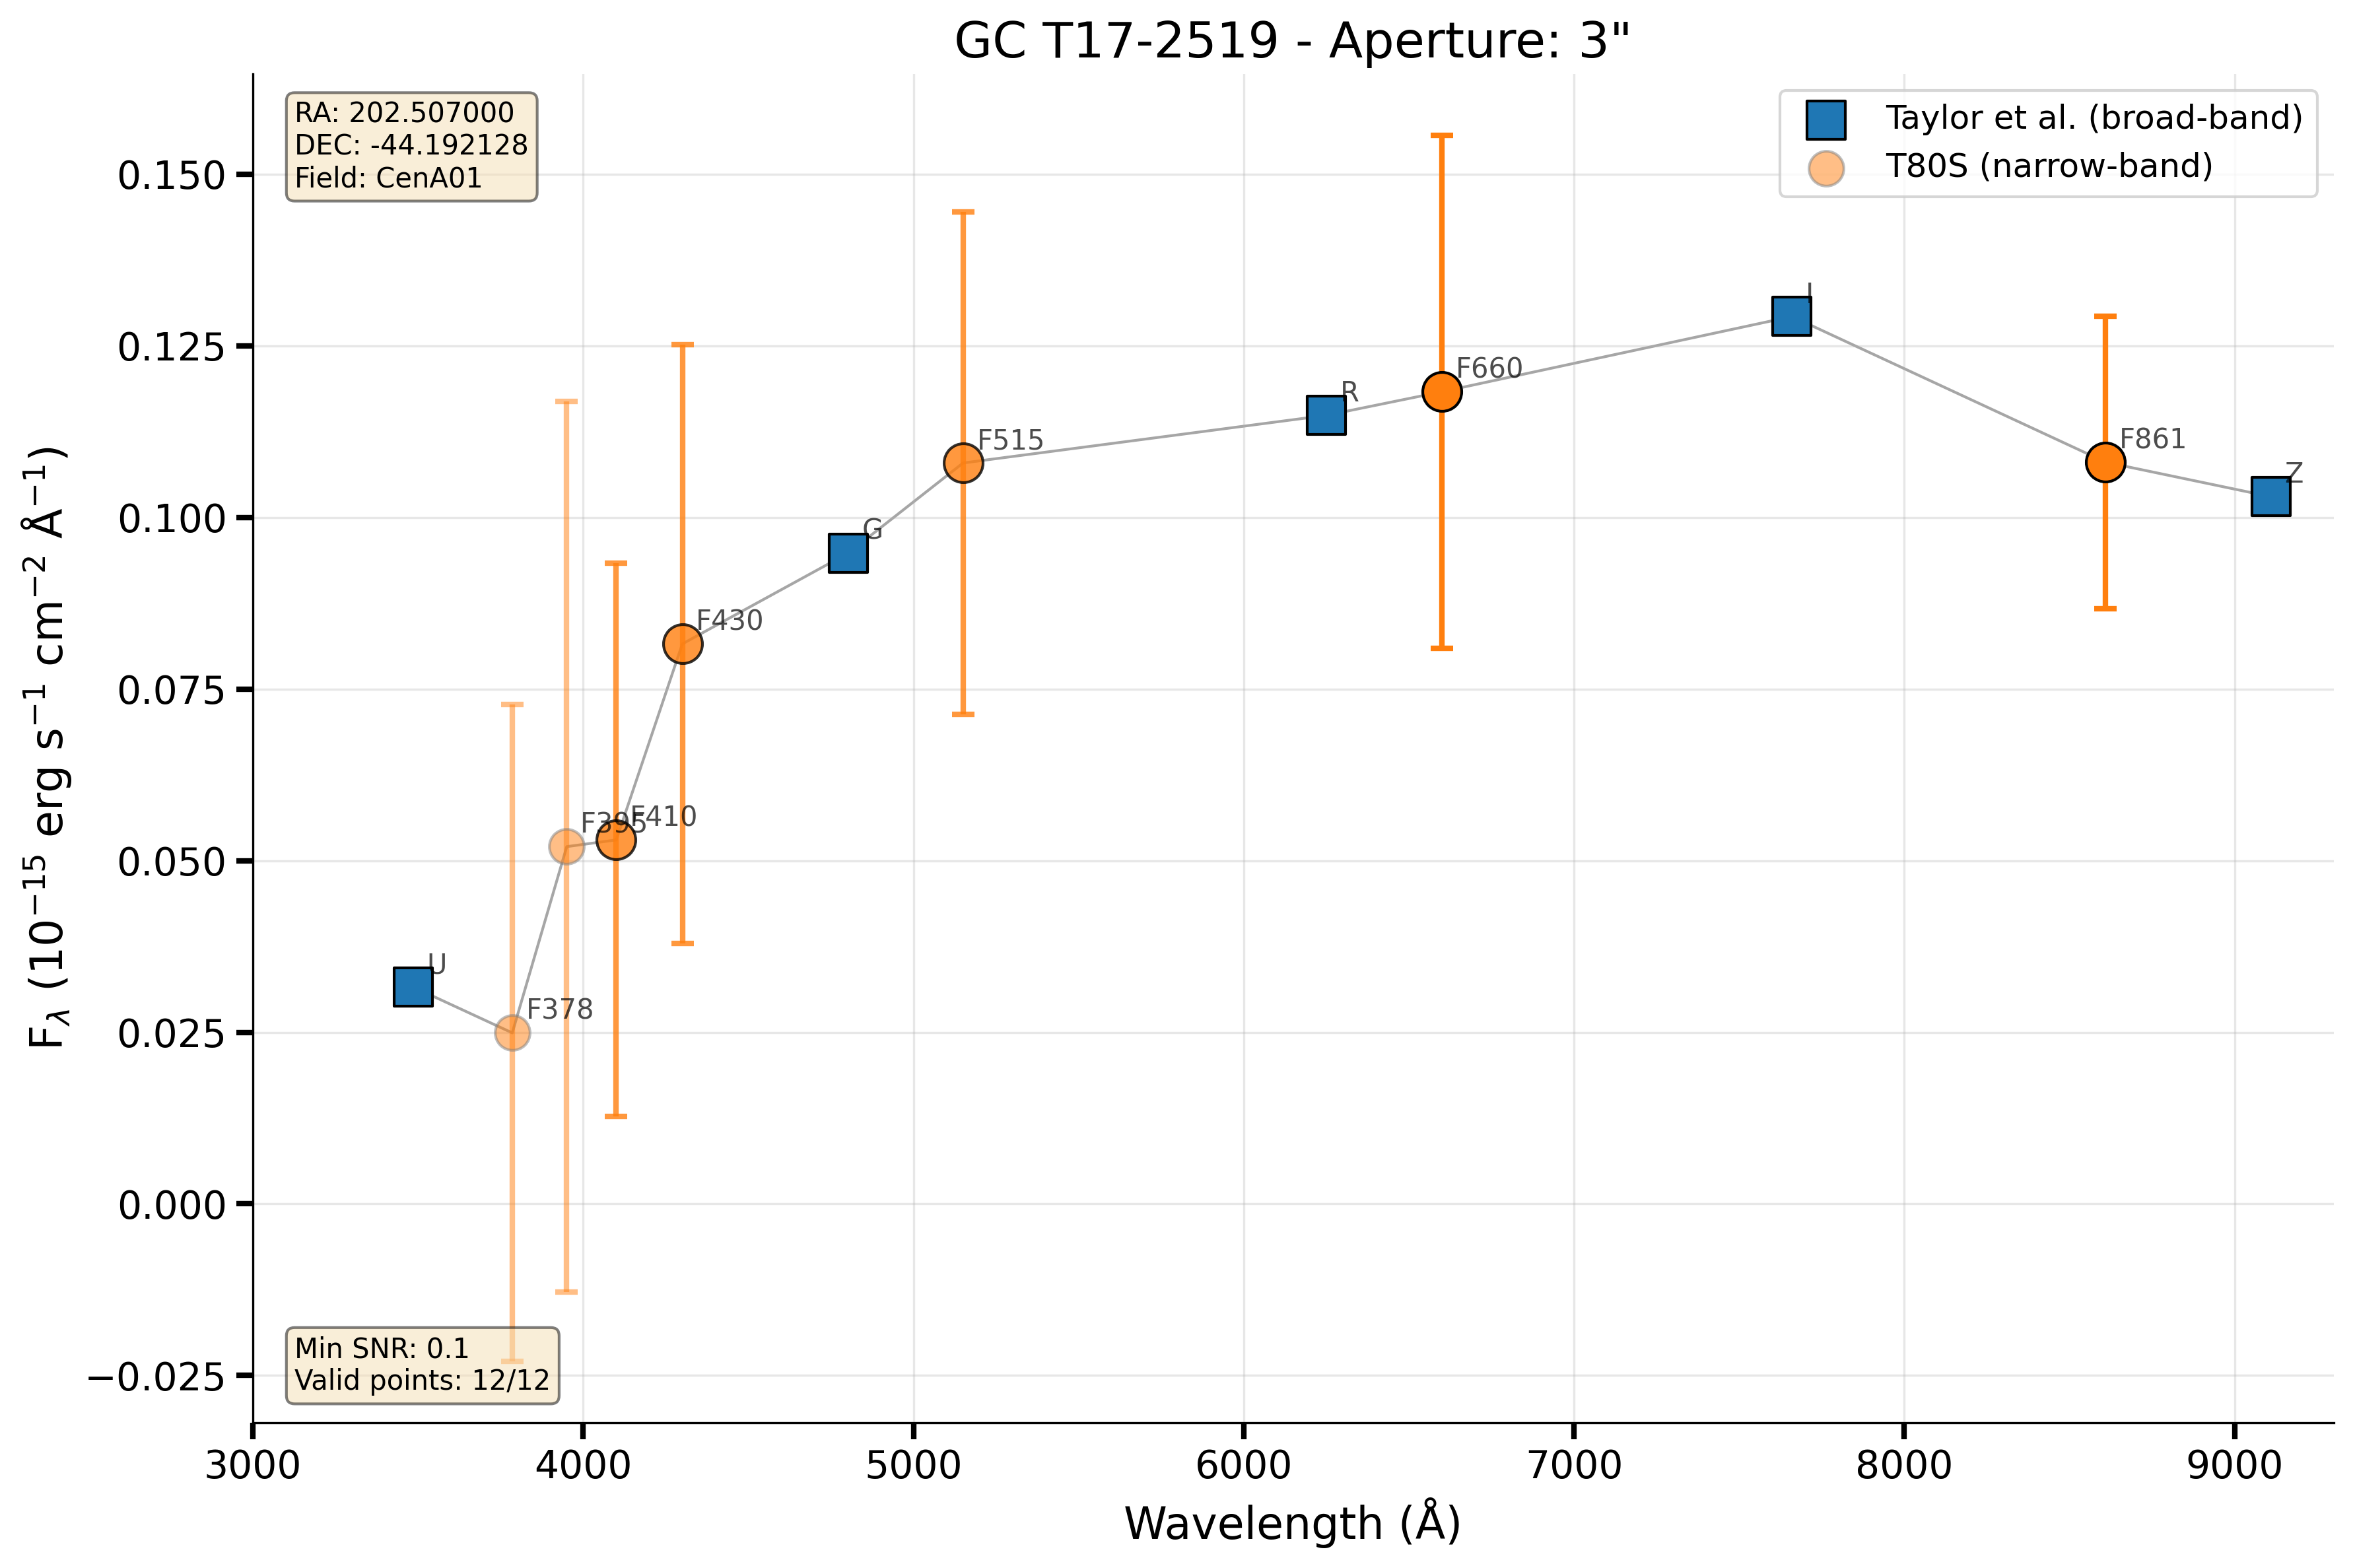 GC T17-2519 - Aperture: 3"
RA: 202.507000
DEC: -44.192128
Field: CenA01
Taylor et al. (broad-band)
T80S (narrow-band)
0.150
0.125
0.100
0.075
0.050
0.025
0.000
−0.025
F_λ (10⁻¹⁵ erg s⁻¹ cm⁻² Å⁻¹)
U
F378
F395
F410
F430
G
F515
R
F660
I
F861
Z
Min SNR: 0.1
Valid points: 12/12
3000 4000 5000 6000 7000 8000 9000
Wavelength (Å)